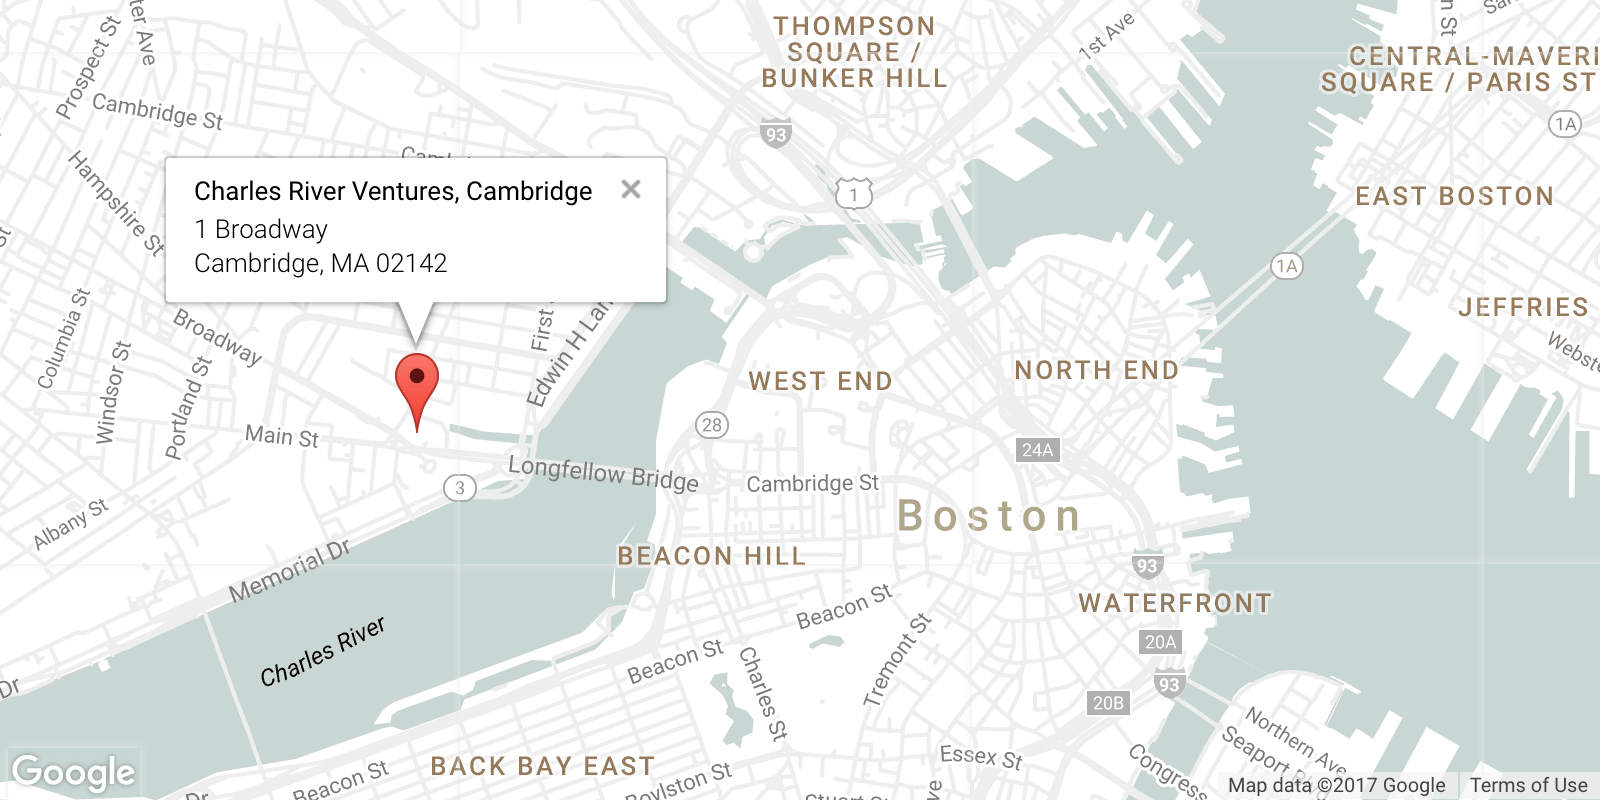 THOMPSON
SQUARE /
BUNKER HILL
1st Ave
CENTRAL-MAVERI
SQUARE / PARIS ST
Prospect St
Cambridge St
93
1A
Hampshire St
1
EAST BOSTON
Charles River Ventures, Cambridge
1 Broadway
Cambridge, MA 02142
1A
JEFFRIES
Columbia St
Broadway
First
Edwin H Lan
Windsor St
Portland St
WEST END
NORTH END
Webste
28
Main St
24A
Longfellow Bridge
3
Cambridge St
Boston
Albany St
Memorial Dr
BEACON HILL
93
WATERFRONT
Beacon St
Tremont St
20A
Charles River
Beacon St
Charles St
93
20B
Dr
Northern Ave
Seaport
Essex St
Congress
BACK BAY EAST
Google
Beacon St
Boylston St
Dr
Map data ©2017 Google
Terms of Use